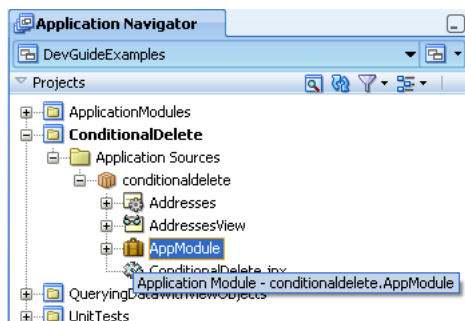 Application Navigator
DevGuideExamples
Projects
ApplicationModules
ConditionalDelete
Application Sources
conditionaldelete
Addresses
AddressesView
AppModule
ConditionalDelete.jpx
Application Module - conditionaldelete.AppModule
QueryingDataWithViewObjects
UnitTests